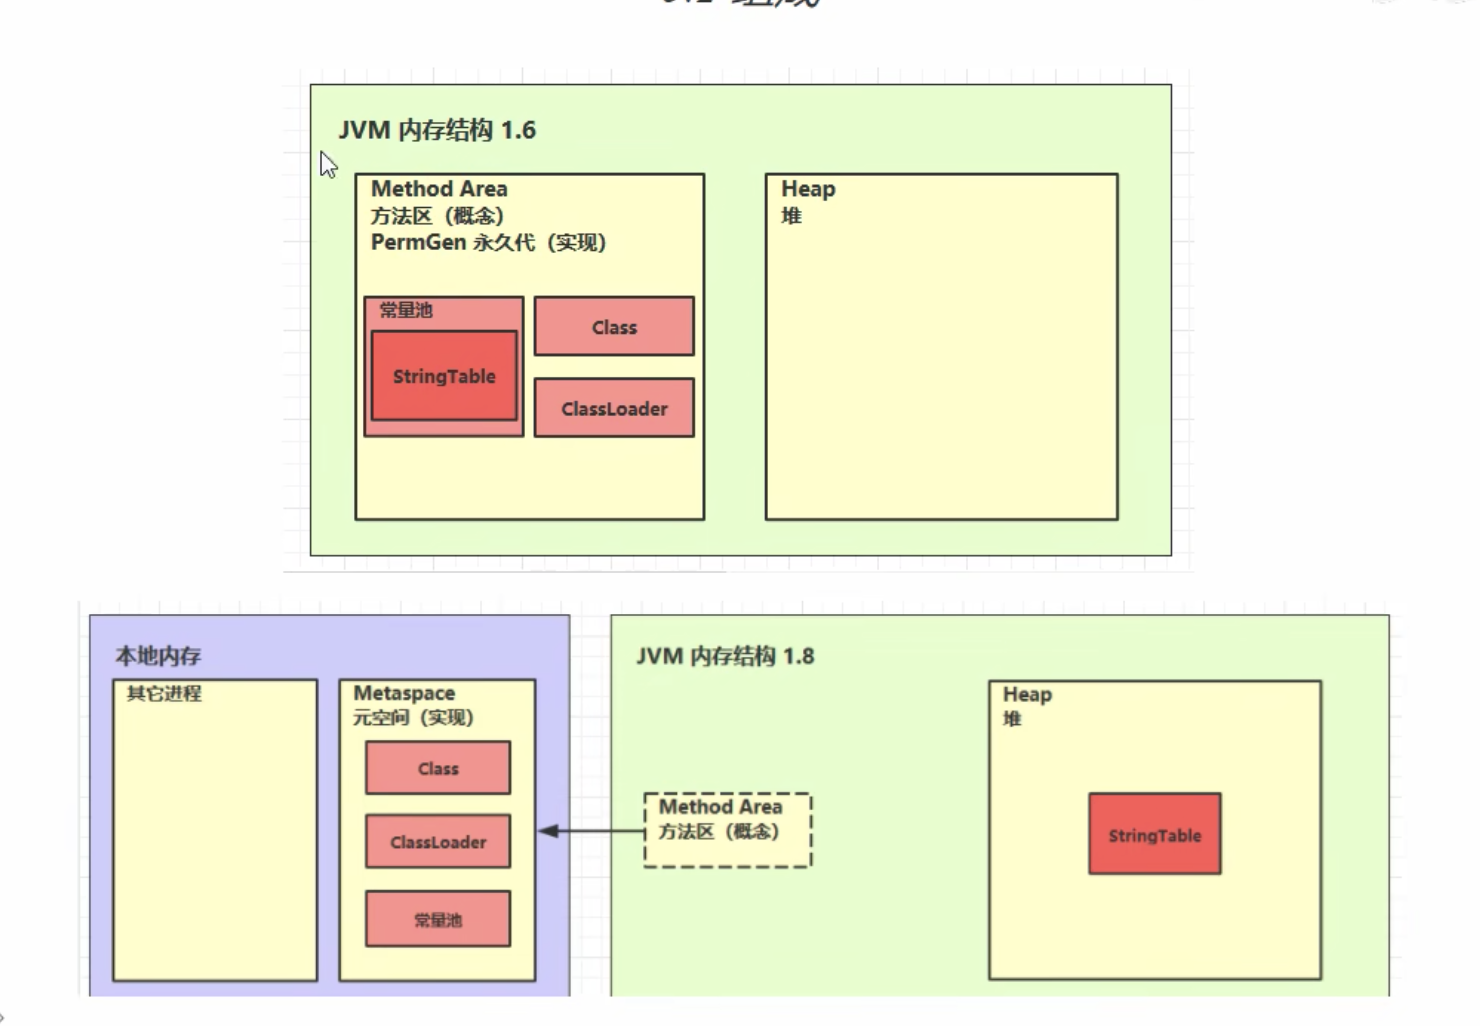 JVM 内存结构 1.6
Method Area
方法区（概念）
PermGen 永久代（实现）
常量池
StringTable
Class
ClassLoader
Heap
堆
本地内存
其它进程
Metaspace
元空间（实现）
Class
ClassLoader
常量池
JVM 内存结构 1.8
Method Area
方法区（概念）
Heap
堆
StringTable